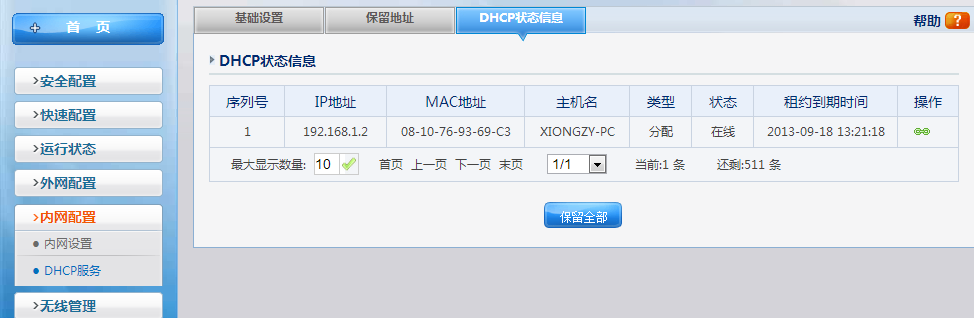 首 页
>安全配置
>快速配置
>运行状态
>外网配置
>内网配置
● 内网设置
● DHCP服务
>无线管理
基础设置 保留地址 DHCP状态信息 帮助 ?
DHCP状态信息
序列号 IP地址 MAC地址 主机名 类型 状态 租约到期时间 操作
1 192.168.1.2 08-10-76-93-69-C3 XIONGZY-PC 分配 在线 2013-09-18 13:21:18
最大显示数量: 10 首页 上一页 下一页 末页 1/1 当前:1 条 还剩:511 条
保留全部